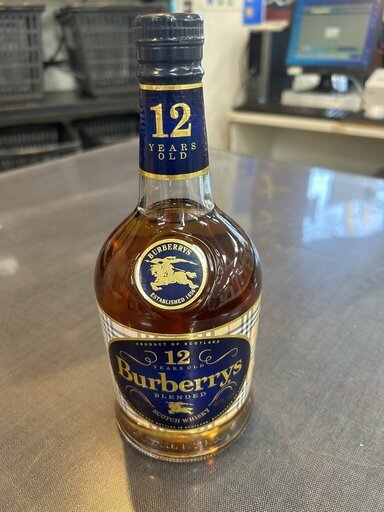 12
YEARS
OLD
BURBERRYS
ESTABLISHED 1856
PRODUCT OF SCOTLAND
12
YEARS OLD
Burberrys
BLENDED
SCOTCH WHISKY